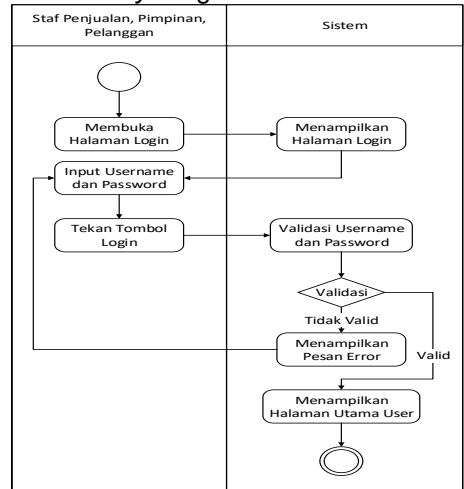 Staf Penjualan, Pimpinan,
Pelanggan
Sistem
Membuka
Halaman Login
Menampilkan
Halaman Login
Input Username
dan Password
Tekan Tombol
Login
Validasi Username
dan Password
Validasi
Tidak Valid
Menampilkan
Pesan Error
Valid
Menampilkan
Halaman Utama User